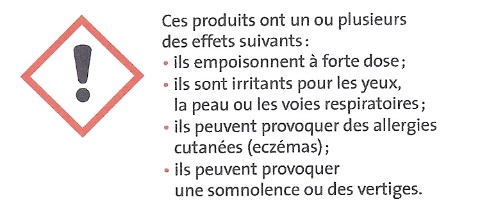 Ces produits ont un ou plusieurs
des effets suivants :
• ils empoisonnent à forte dose ;
• ils sont irritants pour les yeux,
la peau ou les voies respiratoires ;
• ils peuvent provoquer des allergies
cutanées (eczémas) ;
• ils peuvent provoquer
une somnolence ou des vertiges.